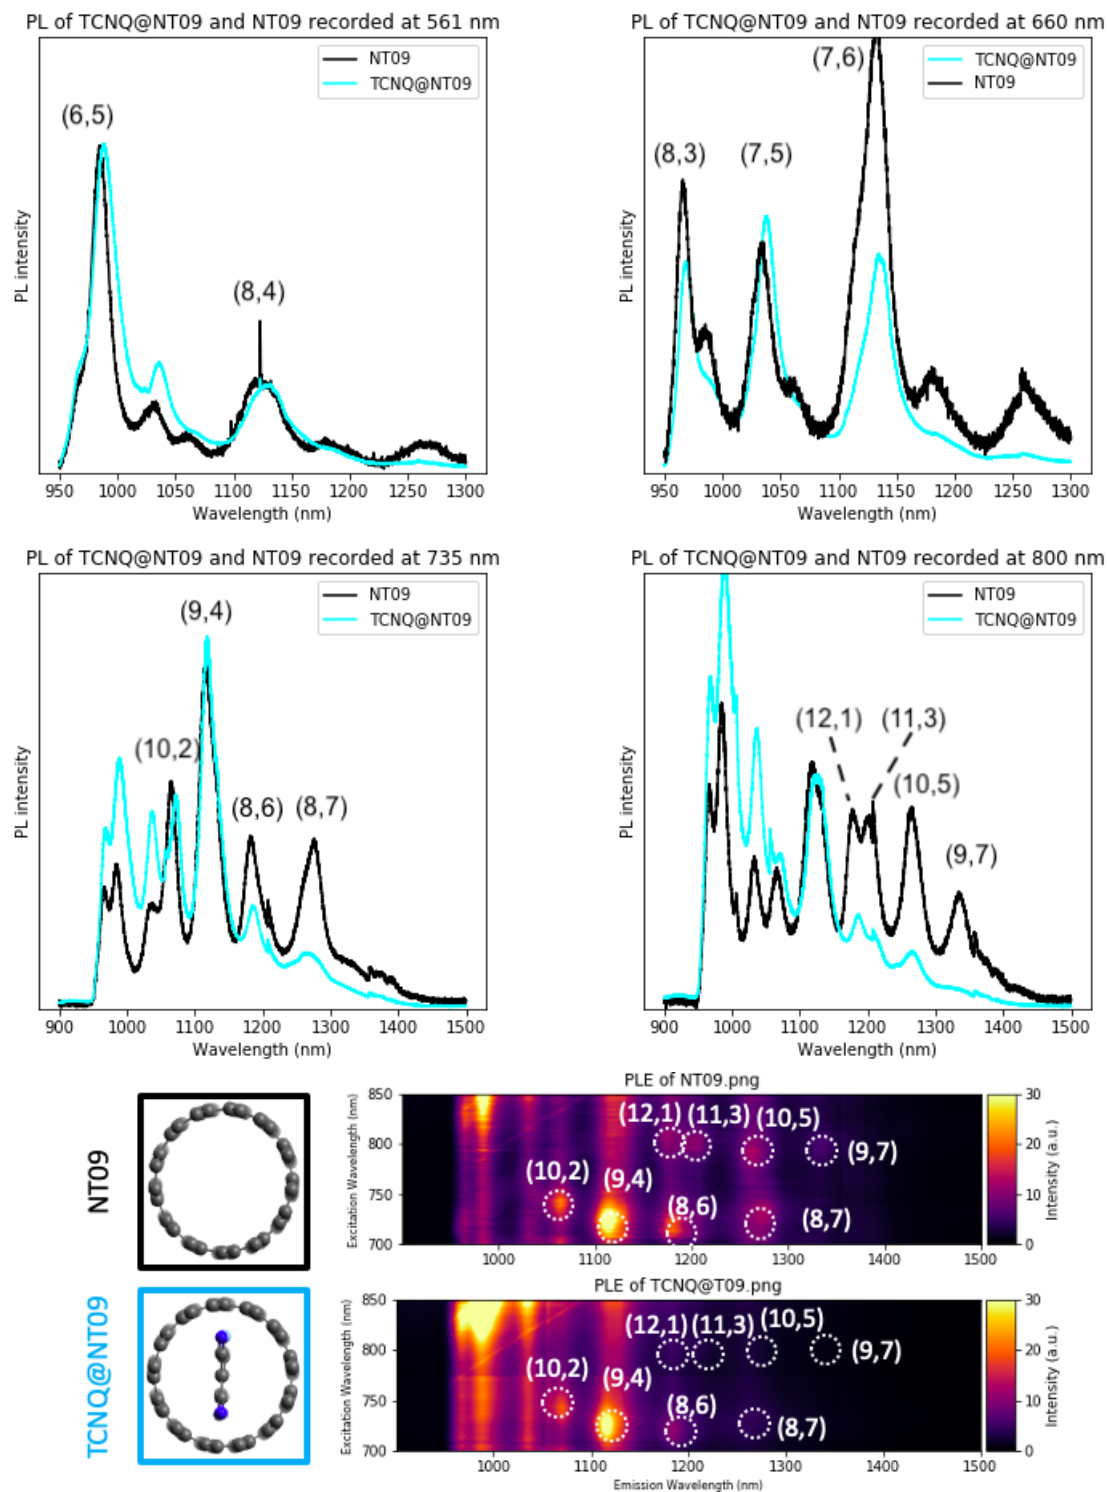 PL of TCNQ@NT09 and NT09 recorded at 561 nm
NT09
TCNQ@NT09
(6,5)
(8,4)
PL intensity
950 1000 1050 1100 1150 1200 1250 1300
Wavelength (nm)
PL of TCNQ@NT09 and NT09 recorded at 660 nm
TCNQ@NT09
NT09
(7,6)
(8,3)
(7,5)
PL intensity
950 1000 1050 1100 1150 1200 1250 1300
Wavelength (nm)
PL of TCNQ@NT09 and NT09 recorded at 735 nm
NT09
TCNQ@NT09
(9,4)
(10,2)
(8,6)
(8,7)
PL intensity
900 1000 1100 1200 1300 1400 1500
Wavelength (nm)
PL of TCNQ@NT09 and NT09 recorded at 800 nm
NT09
TCNQ@NT09
(12,1)
(11,3)
(10,5)
(9,7)
PL intensity
900 1000 1100 1200 1300 1400 1500
Wavelength (nm)
NT09
PLE of NT09.png
850
800
750
700
Excitation Wavelength (nm)
(12,1) (11,3) (10,5)
(9,7)
(10,2) (9,4)
(8,6)
(8,7)
1000 1100 1200 1300 1400 1500
30
20
10
0
Intensity (a.u.)
TCNQ@NT09
PLE of TCNQ@T09.png
850
800
750
700
Excitation Wavelength (nm)
(12,1) (11,3) (10,5)
(9,7)
(10,2) (9,4)
(8,6)
(8,7)
1000 1100 1200 1300 1400 1500
Emission Wavelength (nm)
30
20
10
0
Intensity (a.u.)